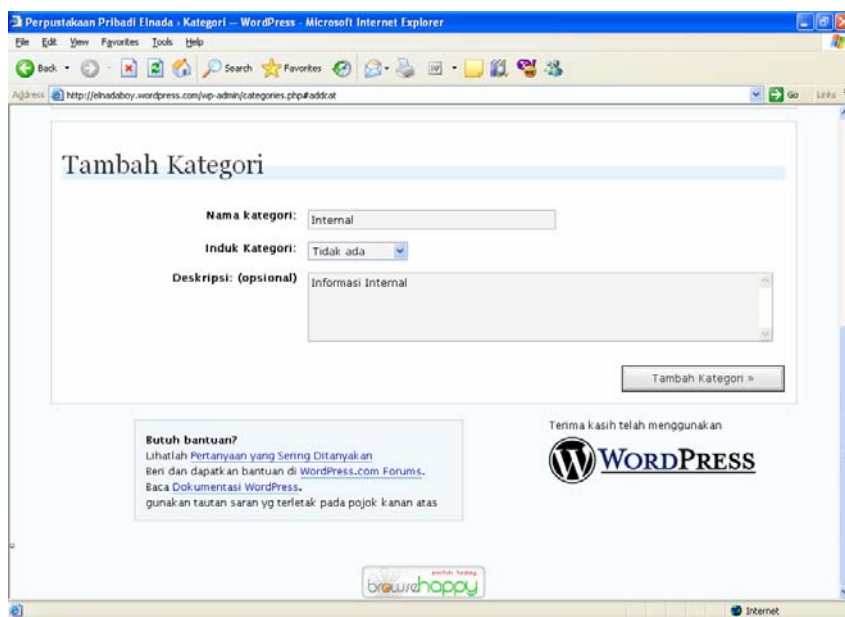 Perpustakaan Pribadi Elnada › Kategori — WordPress - Microsoft Internet Explorer
File Edit View Favorites Tools Help
Back Search Favorites
Address http://elnadaboy.wordpress.com/wp-admin/categories.php#addcat Go Links
Tambah Kategori
Nama kategori: Internal
Induk Kategori: Tidak ada
Deskripsi: (opsional) Informasi Internal
Tambah Kategori »
Butuh bantuan?
Lihatlah Pertanyaan yang Sering Ditanyakan
Beri dan dapatkan bantuan di WordPress.com Forums.
Baca Dokumentasi WordPress.
gunakan tautan saran yg terletak pada pojok kanan atas
Terima kasih telah menggunakan
WORDPRESS
switch today
browsehappy
Internet